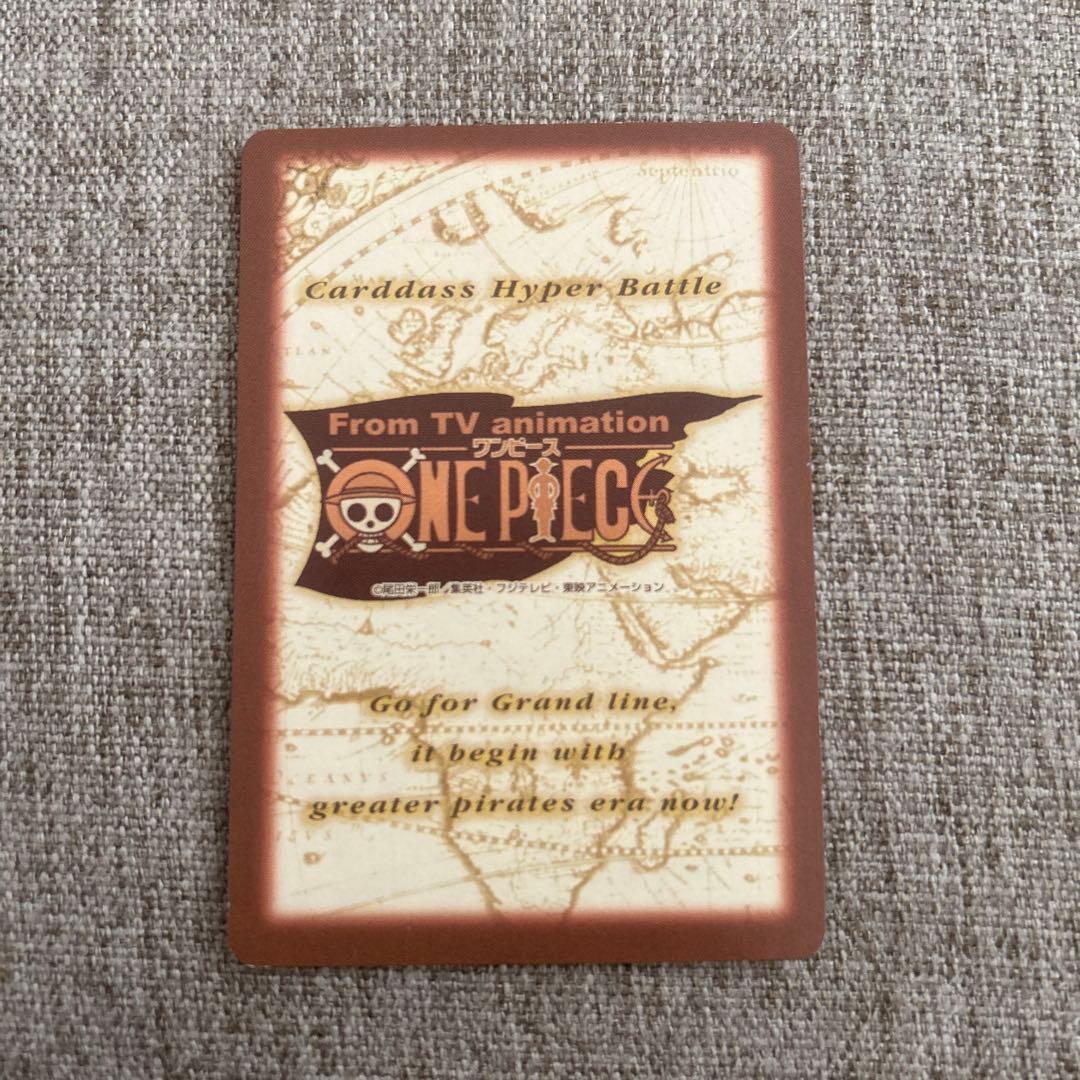 Septentrio
Carddass Hyper Battle
From TV animation
ワンピース
ONE PIECE
©尾田栄一郎/集英社・フジテレビ・東映アニメーション
Go for Grand line,
it begin with
OCEANVS
greater pirates era now!